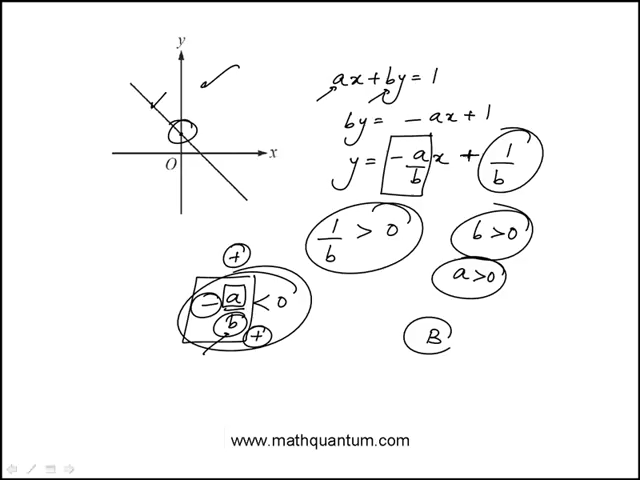 y
ax + by = 1
by = - ax + 1
O
x
y = - a/b x + 1/b
1/b > 0
b > 0
+
a > 0
- a/b < 0
+
B
www.mathquantum.com